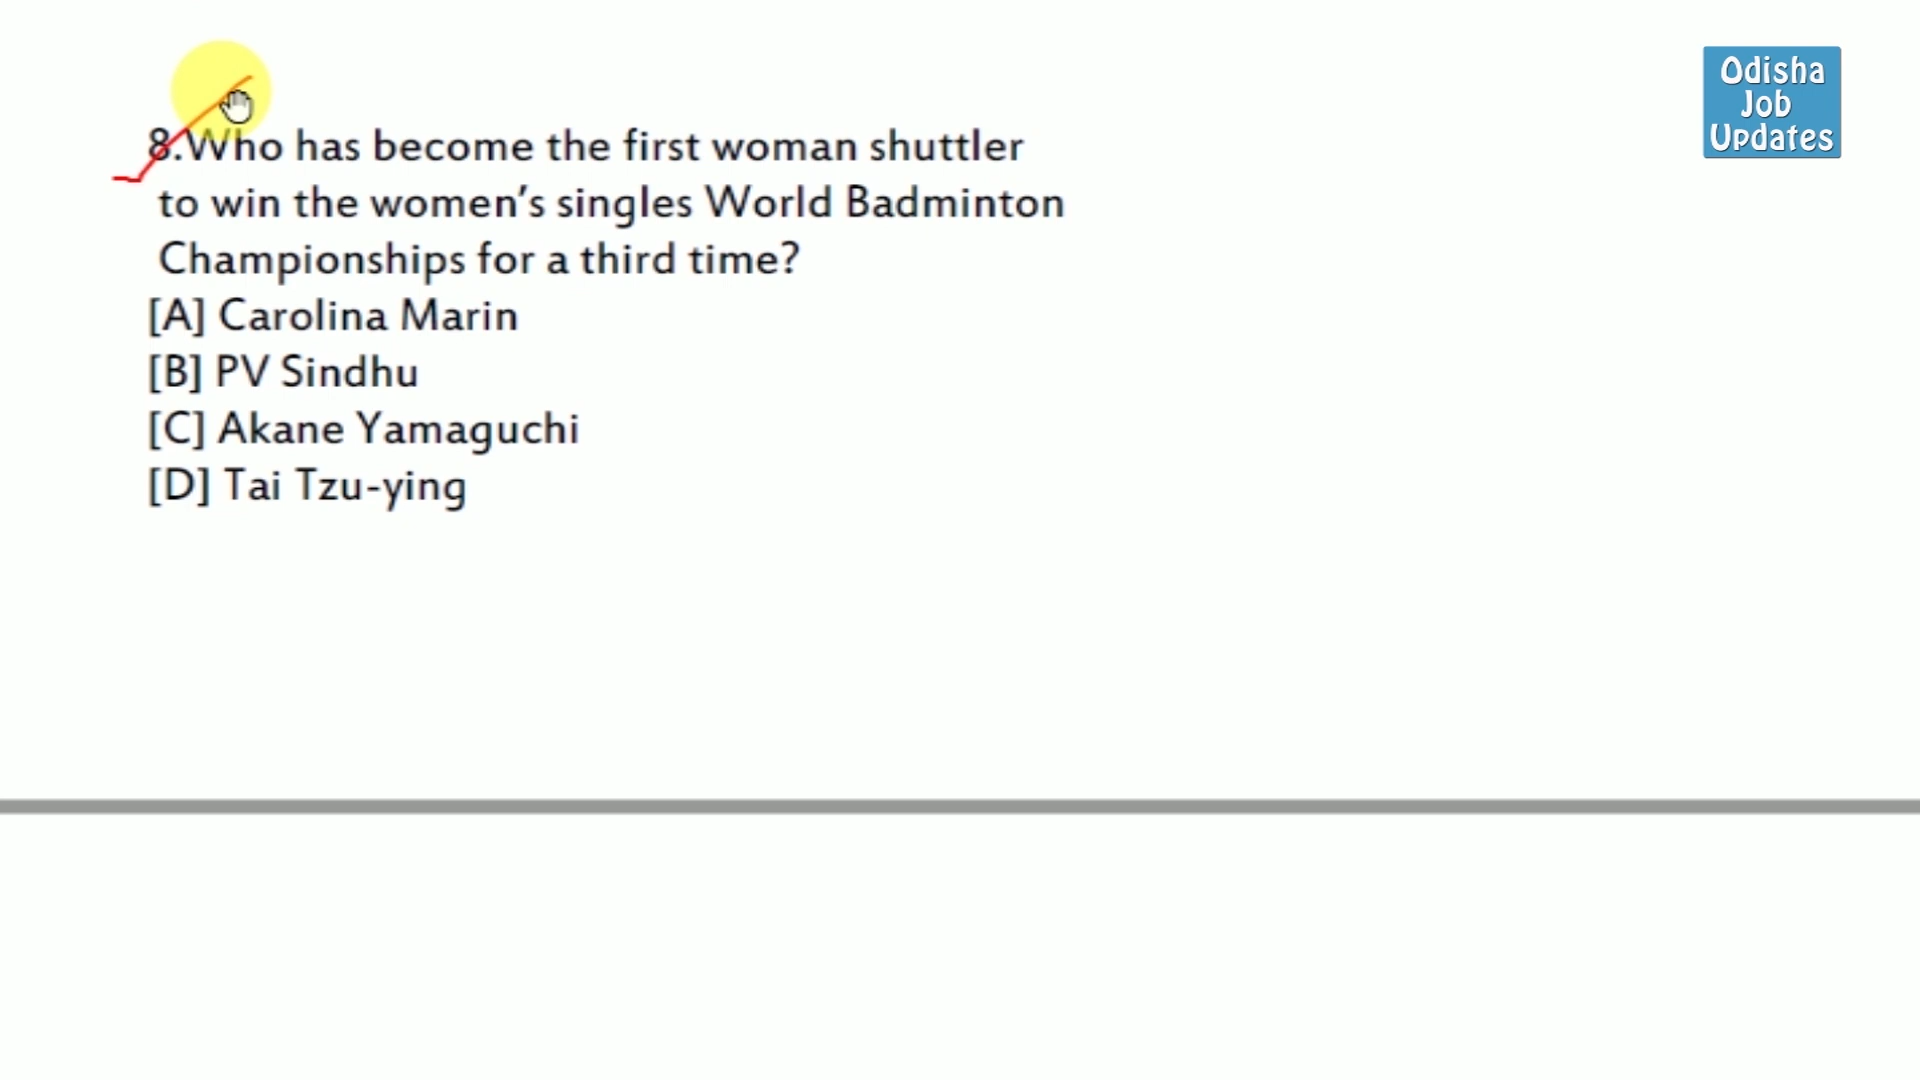 Odisha
Job
Updates
8.Who has become the first woman shuttler
to win the women’s singles World Badminton
Championships for a third time?
[A] Carolina Marin
[B] PV Sindhu
[C] Akane Yamaguchi
[D] Tai Tzu-ying